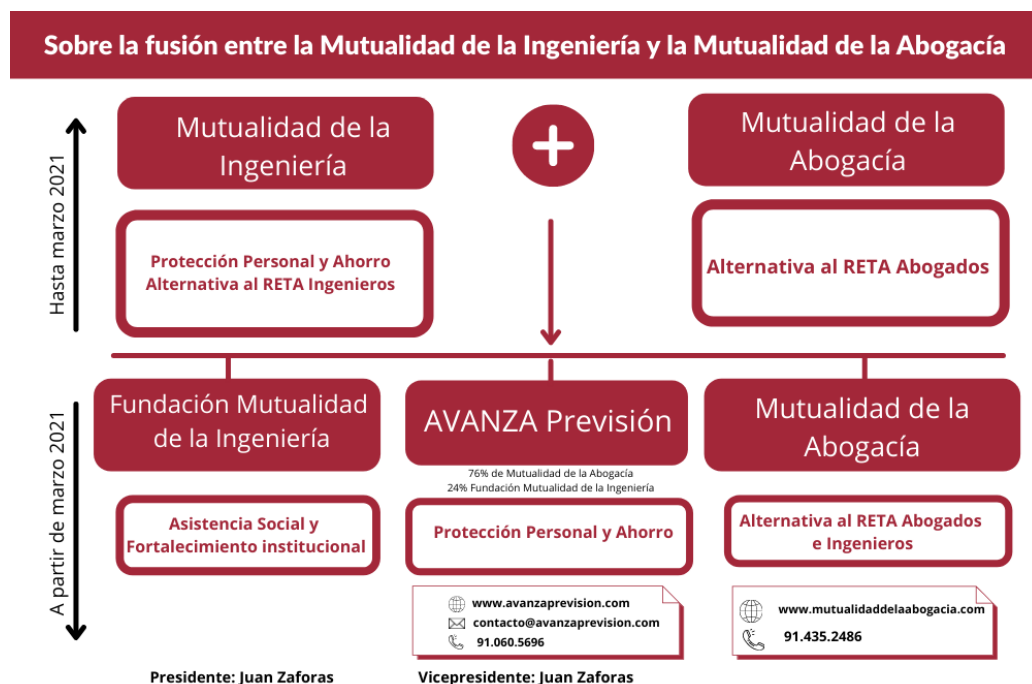 Sobre la fusión entre la Mutualidad de la Ingeniería y la Mutualidad de la Abogacía
Hasta marzo 2021
Mutualidad de la
Ingeniería
Mutualidad de la
Abogacía
Protección Personal y Ahorro
Alternativa al RETA Ingenieros
Alternativa al RETA Abogados
A partir de marzo 2021
Fundación Mutualidad
de la Ingeniería
AVANZA Previsión
Mutualidad de la
Abogacía
76% de Mutualidad de la Abogacía
24% Fundación Mutualidad de la Ingeniería
Asistencia Social y
Fortalecimiento institucional
Protección Personal y Ahorro
Alternativa al RETA Abogados
e Ingenieros
www.avanzaprevision.com
contacto@avanzaprevision.com
91.060.5696
www.mutualidaddelaabogacia.com
91.435.2486
Presidente: Juan Zaforas
Vicepresidente: Juan Zaforas